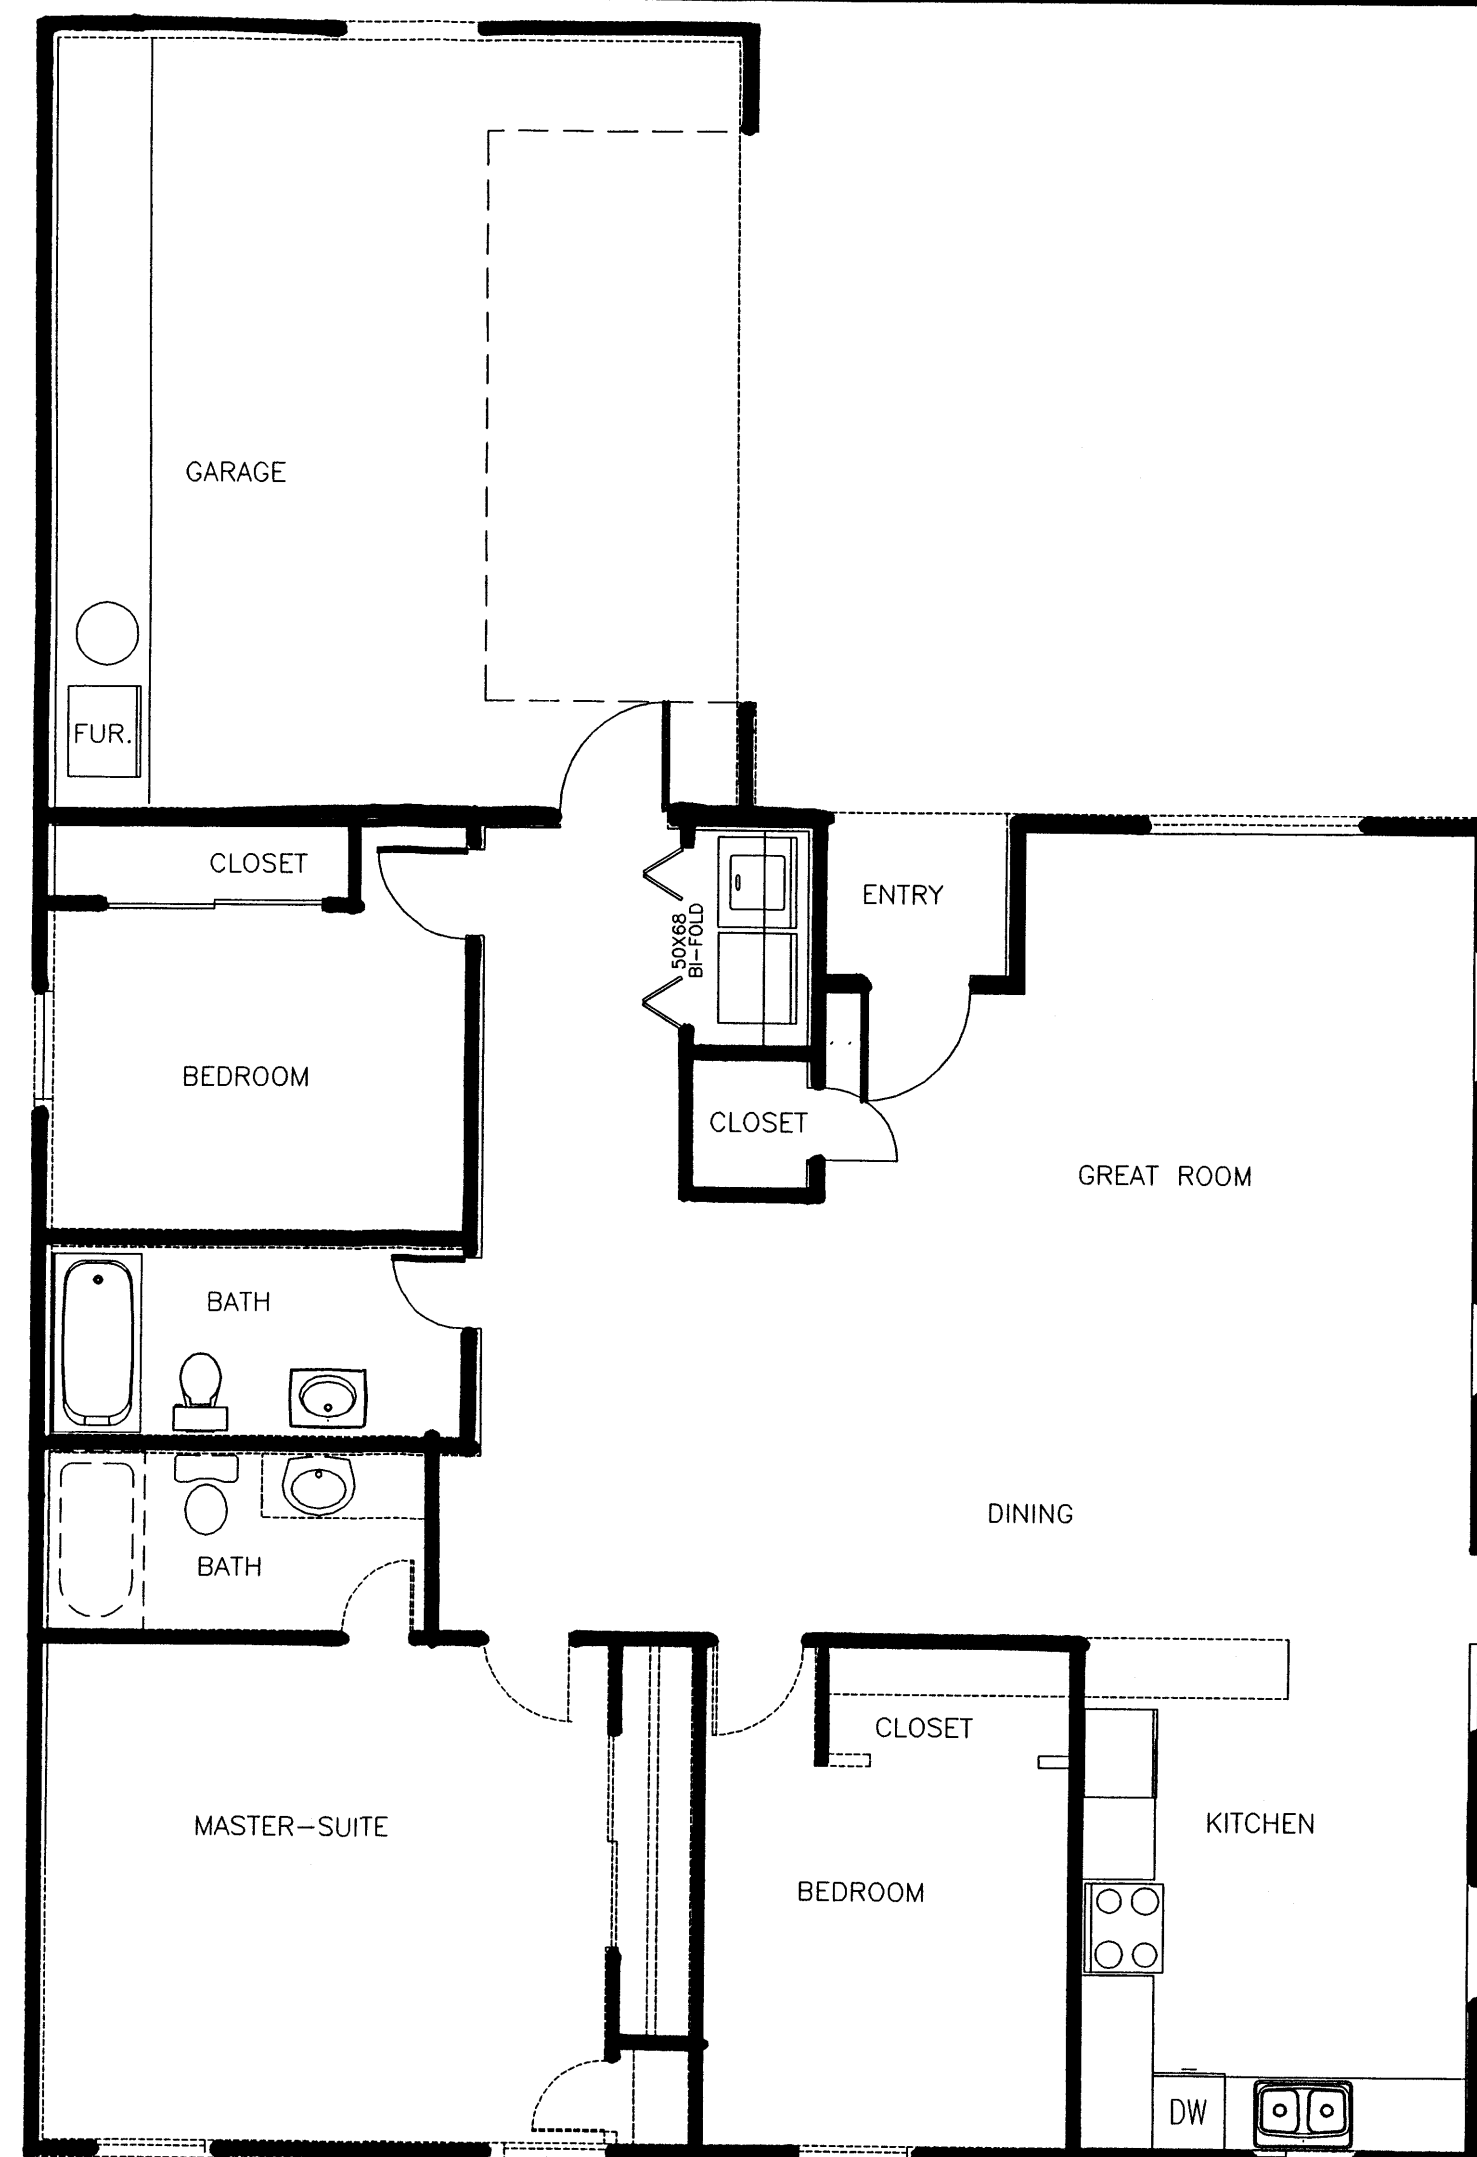 GARAGE
FUR.
CLOSET
ENTRY
50X68
BI-FOLD
BEDROOM
CLOSET
GREAT ROOM
BATH
DINING
BATH
CLOSET
MASTER-SUITE
KITCHEN
BEDROOM
DW